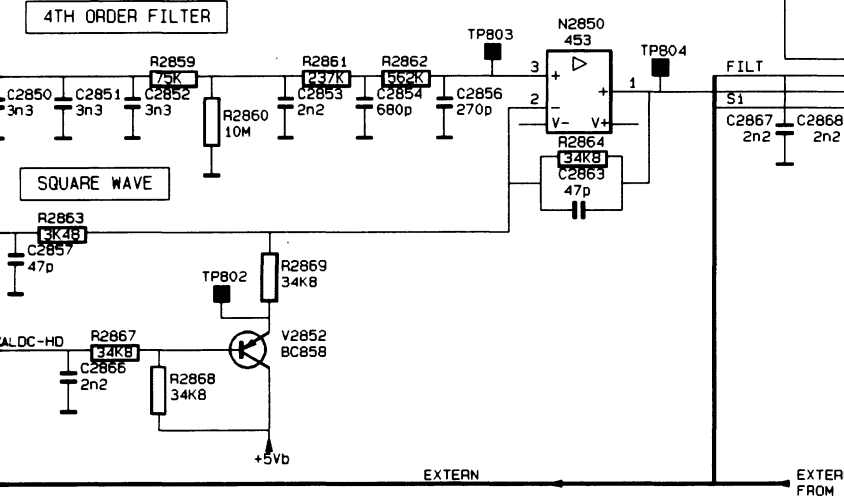 4TH ORDER FILTER
N2850
453
TP803
TP804
R2859
75K
R2861
237K
R2862
562K
3
+
2
-
+
1
V-
V+
FILT
Si
C2850
3n3
C2851
3n3
C2852
3n3
R2860
10M
C2853
2n2
C2854
680p
C2856
270p
C2867
2n2
C2868
2n2
R2864
34K8
C2863
47p
SQUARE WAVE
R2863
3K48
C2857
47p
TP802
R2869
34K8
V2852
BC858
ALDC-HD
R2867
34K8
C2866
2n2
R2868
34K8
+5Vb
EXTERN
EXTER
FROM